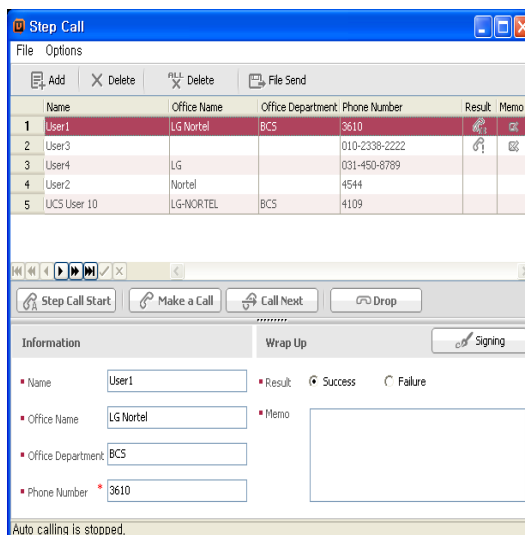 Step Call
File Options
Add Delete ALL Delete File Send
Name Office Name Office Department Phone Number Result Memo
1 User1 LG Nortel BCS 3610
2 User3 010-2338-2222
3 User4 LG 031-450-8789
4 User2 Nortel 4544
5 UCS User 10 LG-NORTEL BCS 4109
Step Call Start Make a Call Call Next Drop
Information Wrap Up Signing
Name User1 Result Success Failure
Office Name LG Nortel Memo
Office Department BCS
Phone Number * 3610
Auto calling is stopped.